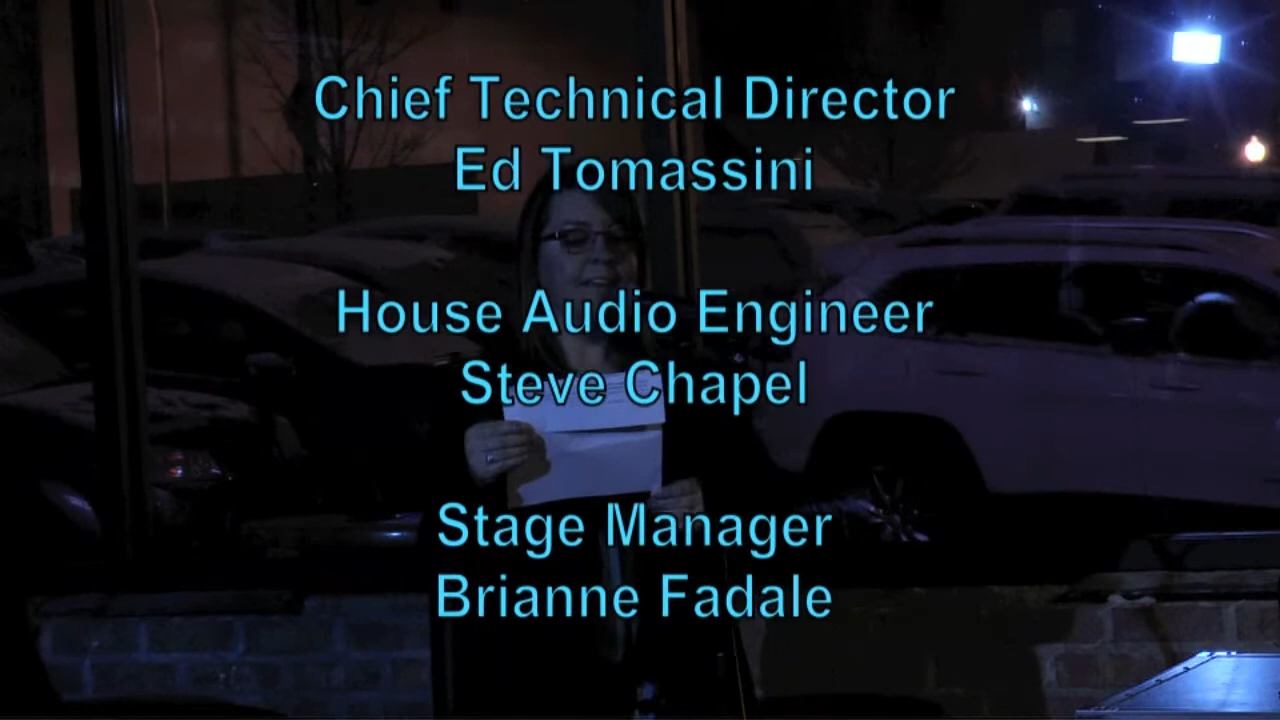 Chief Technical Director
Ed Tomassini
House Audio Engineer
Steve Chapel
Stage Manager
Brianne Fadale